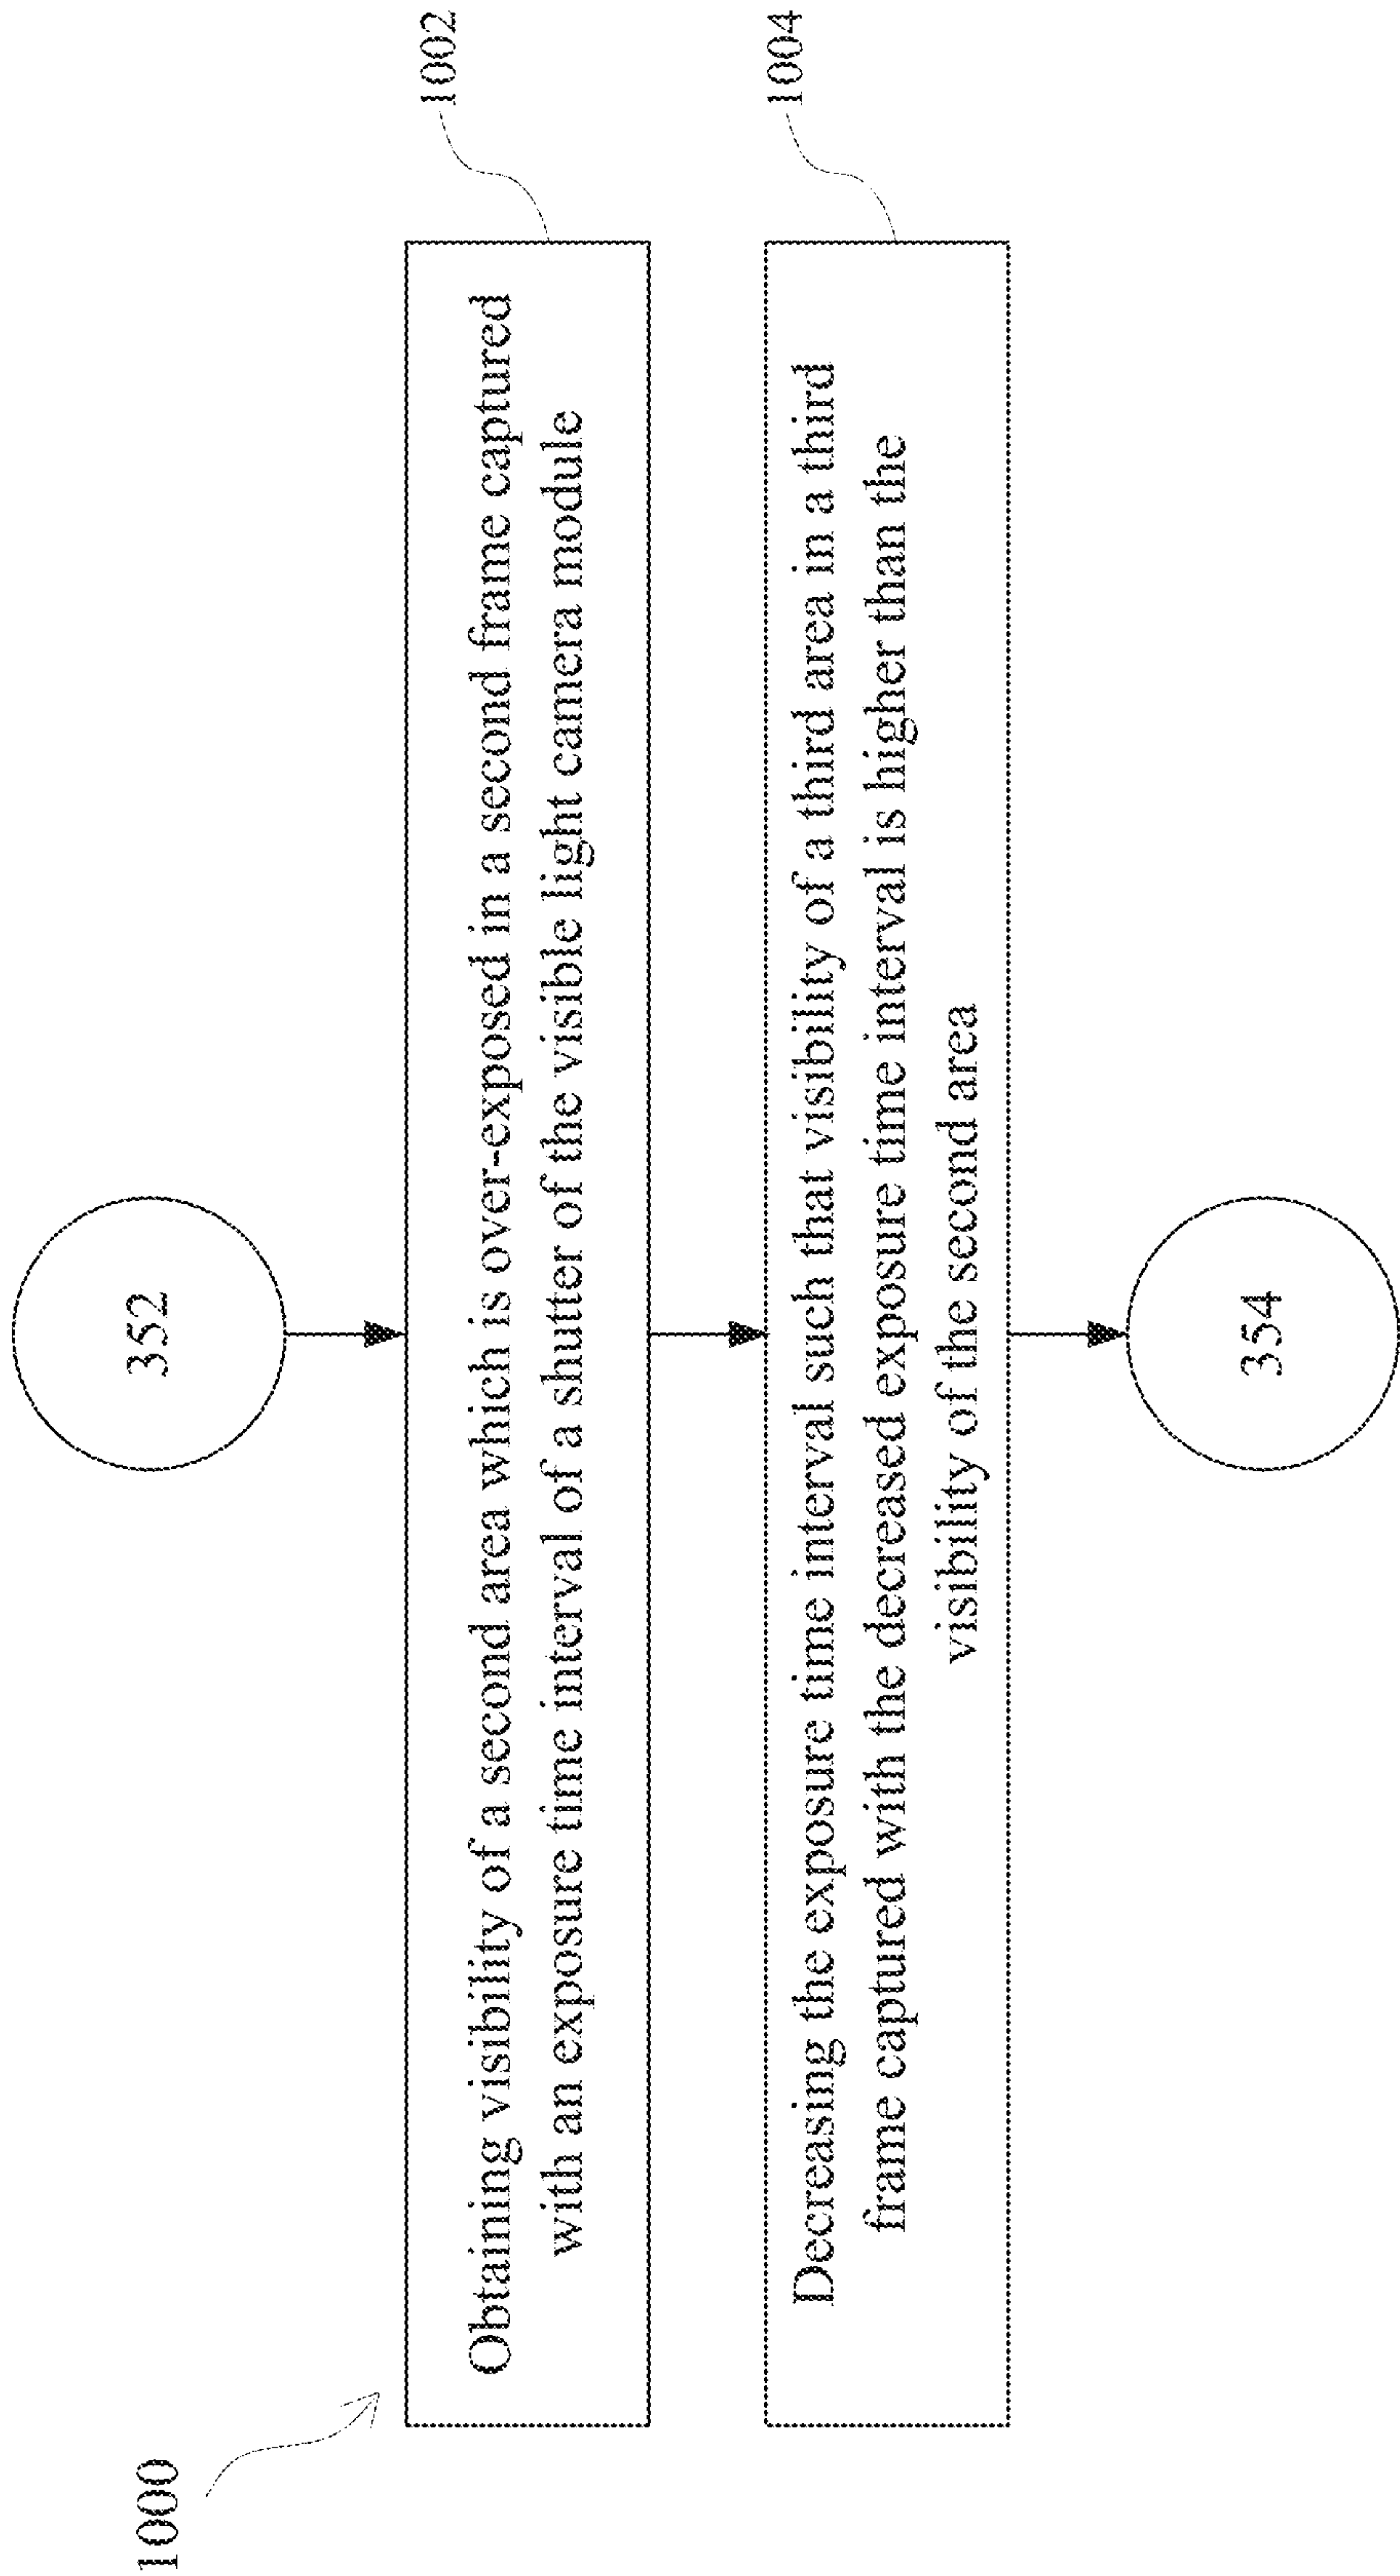 1000
352
Obtaining visibility of a second area which is over-exposed in a second frame captured
with an exposure time interval of a shutter of the visible light camera module
1002
Decreasing the exposure time interval such that visibility of a third area in a third
frame captured with the decreased exposure time interval is higher than the
visibility of the second area
1004
354